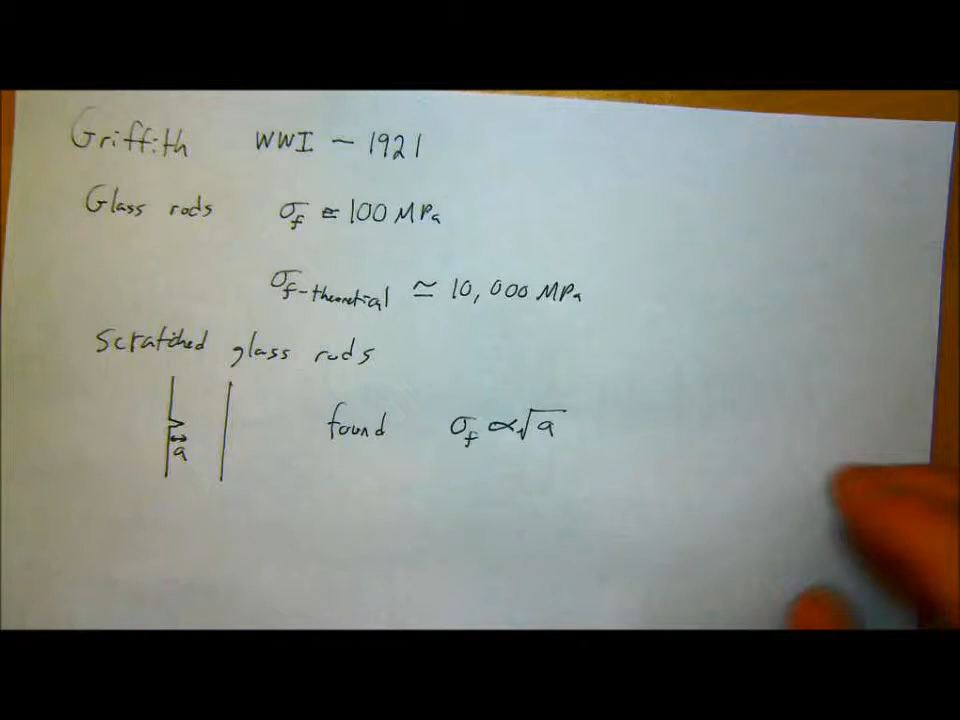 Griffith WWI ~ 1921
Glass rods σf ≅ 100 MPa
σf-theoretical ≃ 10,000 MPa
Scratched glass rods
found σf ∝ √a
a